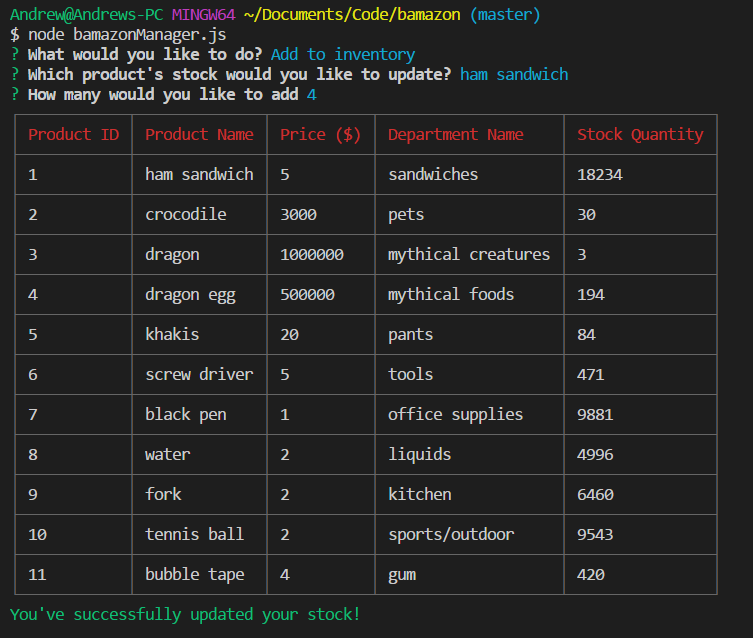 Andrew@Andrews-PC MINGW64 ~/Documents/Code/bamazon (master)
$ node bamazonManager.js
? What would you like to do? Add to inventory
? Which product's stock would you like to update? ham sandwich
? How many would you like to add 4
Product ID Product Name Price ($) Department Name Stock Quantity
1 ham sandwich 5 sandwiches 18234
2 crocodile 3000 pets 30
3 dragon 1000000 mythical creatures 3
4 dragon egg 500000 mythical foods 194
5 khakis 20 pants 84
6 screw driver 5 tools 471
7 black pen 1 office supplies 9881
8 water 2 liquids 4996
9 fork 2 kitchen 6460
10 tennis ball 2 sports/outdoor 9543
11 bubble tape 4 gum 420
You've successfully updated your stock!